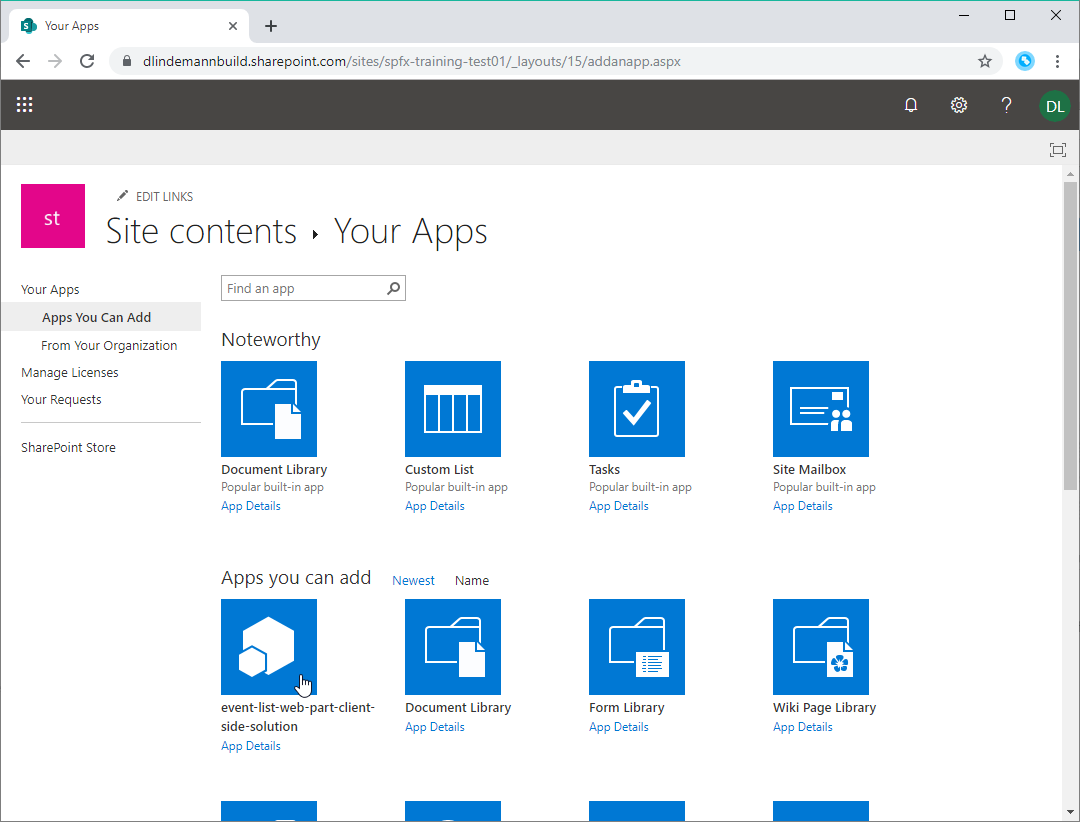 Your Apps
dlindemannbuild.sharepoint.com/sites/spfx-training-test01/_layouts/15/addanapp.aspx
DL
st
EDIT LINKS
Site contents ▸ Your Apps
Your Apps
Apps You Can Add
From Your Organization
Manage Licenses
Your Requests
SharePoint Store
Find an app
Noteworthy
Document Library
Popular built-in app
App Details
Custom List
Popular built-in app
App Details
Tasks
Popular built-in app
App Details
Site Mailbox
Popular built-in app
App Details
Apps you can add Newest Name
event-list-web-part-client-
side-solution
App Details
Document Library
App Details
Form Library
App Details
Wiki Page Library
App Details